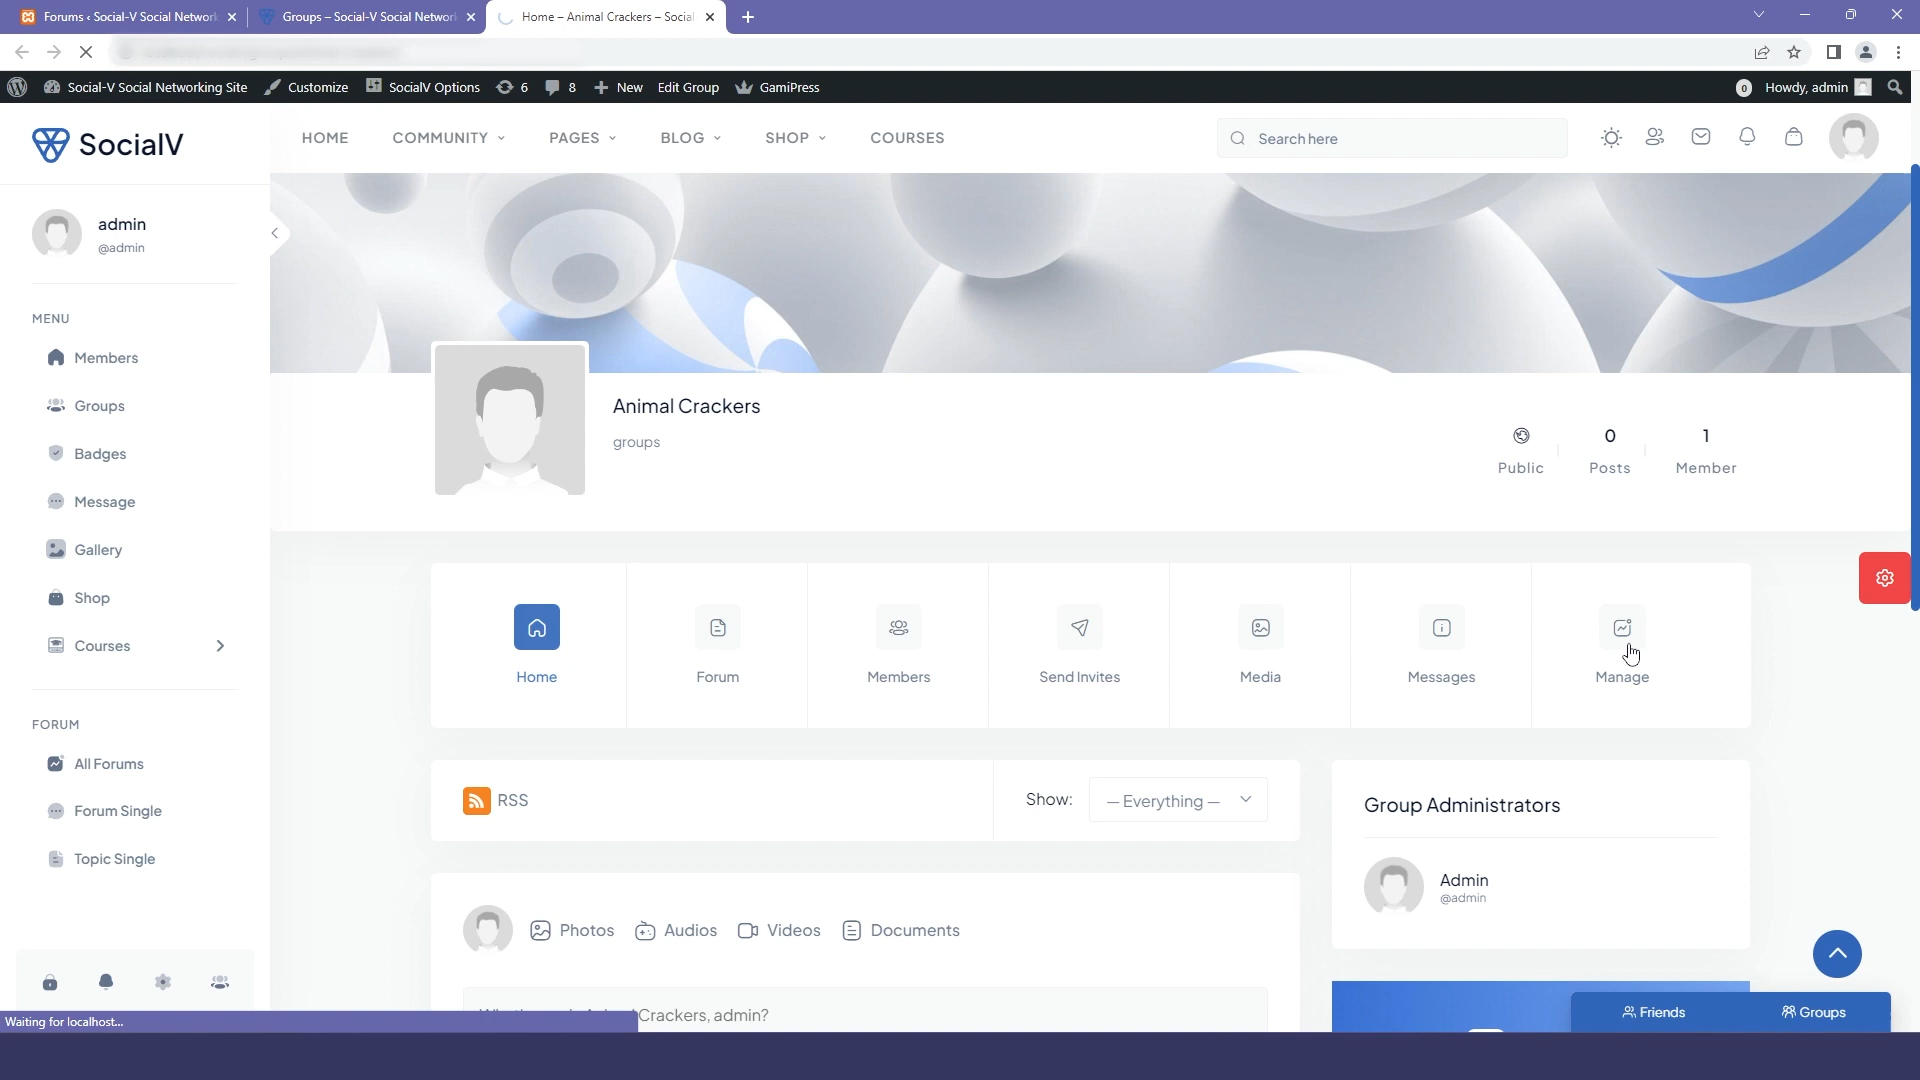 Forums ‹ Social-V Social Network
Groups – Social-V Social Network
Home – Animal Crackers – Social
Social-V Social Networking Site
Customize
SocialV Options
6
8
New
Edit Group
GamiPress
0
Howdy, admin
SocialV
HOME
COMMUNITY
PAGES
BLOG
SHOP
COURSES
Search here
admin
@admin
MENU
Members
Groups
Badges
Message
Gallery
Shop
Courses
FORUM
All Forums
Forum Single
Topic Single
Animal Crackers
groups
Public
0
Posts
1
Member
Home
Forum
Members
Send Invites
Media
Messages
Manage
RSS
Show:
— Everything —
Group Administrators
Admin
@admin
Photos
Audios
Videos
Documents
Crackers, admin?
Friends
Groups
Waiting for localhost...